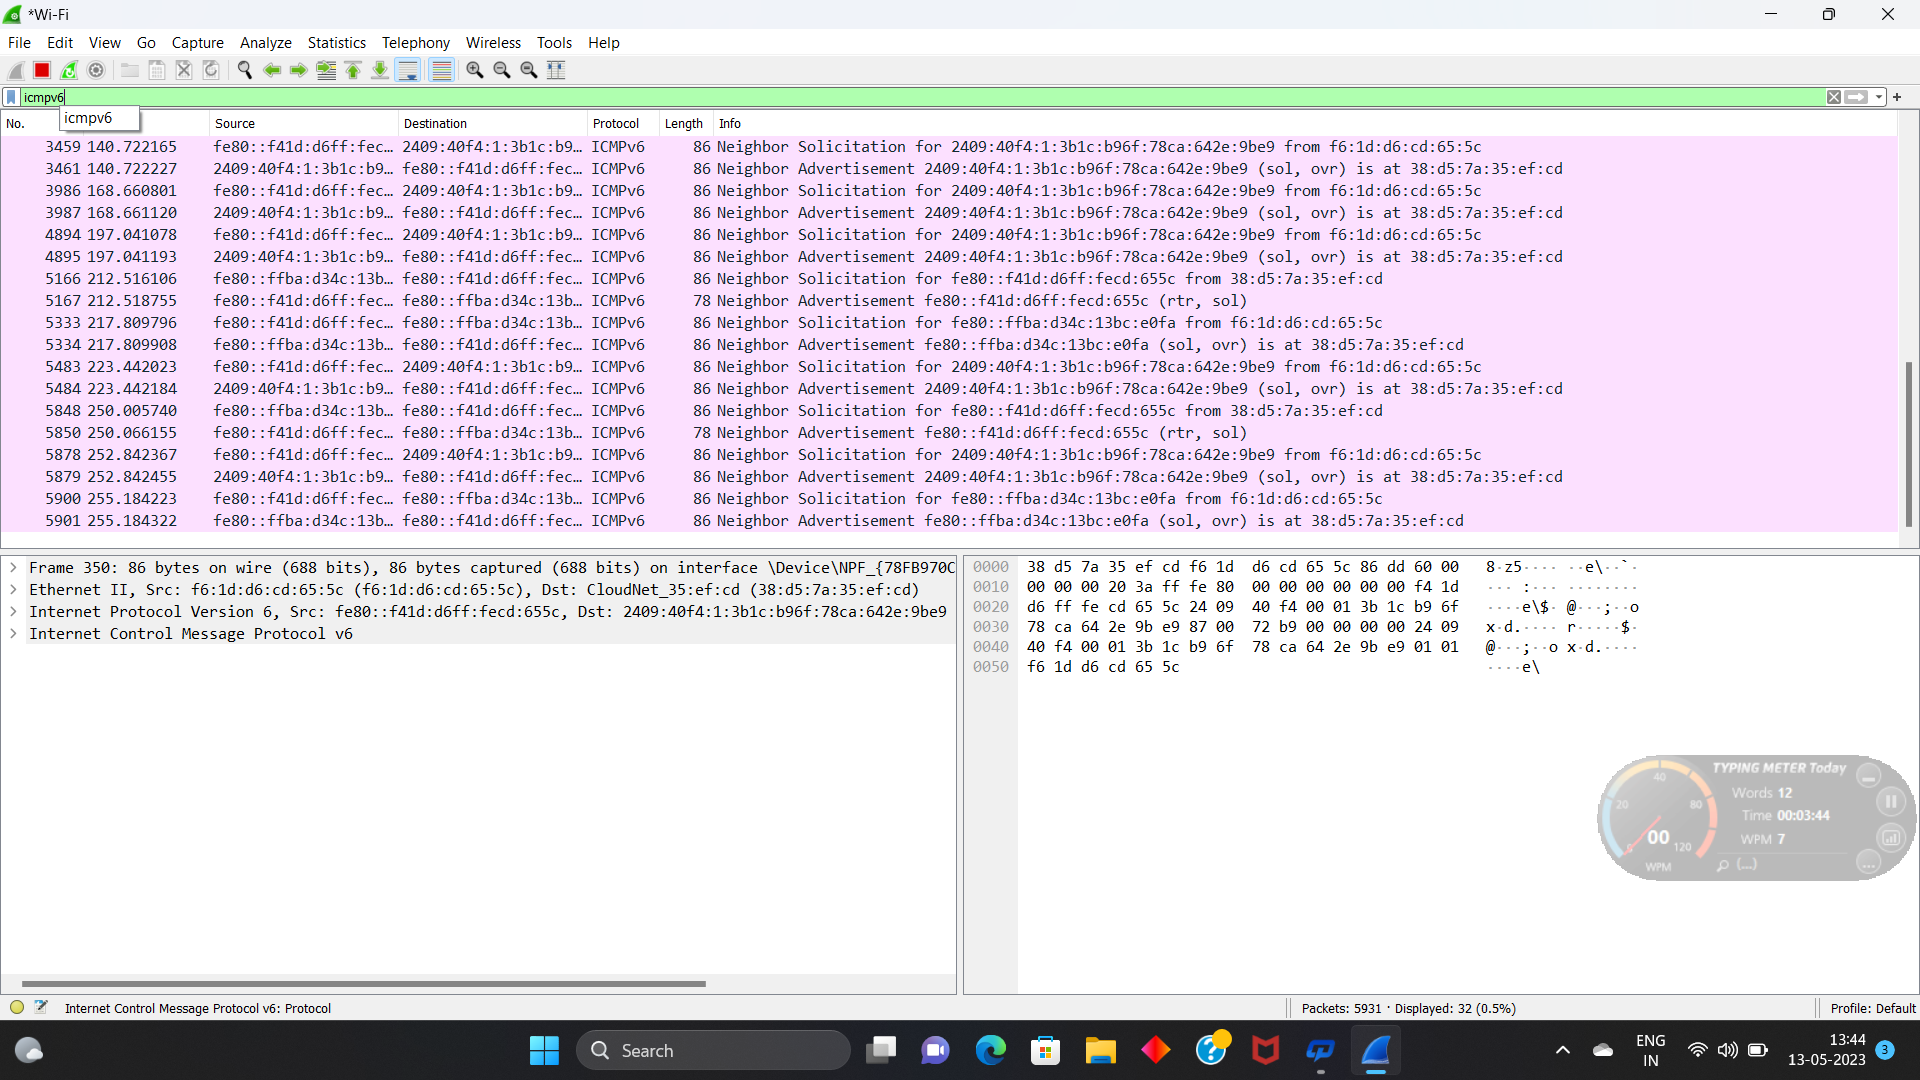 *Wi-Fi
File Edit View Go Capture Analyze Statistics Telephony Wireless Tools Help
icmpv6
icmpv6
No. Source Destination Protocol Length Info
3459 140.722165 fe80::f41d:d6ff:fec… 2409:40f4:1:3b1c:b9… ICMPv6 86 Neighbor Solicitation for 2409:40f4:1:3b1c:b96f:78ca:642e:9be9 from f6:1d:d6:cd:65:5c
3461 140.722227 2409:40f4:1:3b1c:b9… fe80::f41d:d6ff:fec… ICMPv6 86 Neighbor Advertisement 2409:40f4:1:3b1c:b96f:78ca:642e:9be9 (sol, ovr) is at 38:d5:7a:35:ef:cd
3986 168.660801 fe80::f41d:d6ff:fec… 2409:40f4:1:3b1c:b9… ICMPv6 86 Neighbor Solicitation for 2409:40f4:1:3b1c:b96f:78ca:642e:9be9 from f6:1d:d6:cd:65:5c
3987 168.661120 2409:40f4:1:3b1c:b9… fe80::f41d:d6ff:fec… ICMPv6 86 Neighbor Advertisement 2409:40f4:1:3b1c:b96f:78ca:642e:9be9 (sol, ovr) is at 38:d5:7a:35:ef:cd
4894 197.041078 fe80::f41d:d6ff:fec… 2409:40f4:1:3b1c:b9… ICMPv6 86 Neighbor Solicitation for 2409:40f4:1:3b1c:b96f:78ca:642e:9be9 from f6:1d:d6:cd:65:5c
4895 197.041193 2409:40f4:1:3b1c:b9… fe80::f41d:d6ff:fec… ICMPv6 86 Neighbor Advertisement 2409:40f4:1:3b1c:b96f:78ca:642e:9be9 (sol, ovr) is at 38:d5:7a:35:ef:cd
5166 212.516106 fe80::ffba:d34c:13b… fe80::f41d:d6ff:fec… ICMPv6 86 Neighbor Solicitation for fe80::f41d:d6ff:fecd:655c from 38:d5:7a:35:ef:cd
5167 212.518755 fe80::f41d:d6ff:fec… fe80::ffba:d34c:13b… ICMPv6 78 Neighbor Advertisement fe80::f41d:d6ff:fecd:655c (rtr, sol)
5333 217.809796 fe80::f41d:d6ff:fec… fe80::ffba:d34c:13b… ICMPv6 86 Neighbor Solicitation for fe80::ffba:d34c:13bc:e0fa from f6:1d:d6:cd:65:5c
5334 217.809908 fe80::ffba:d34c:13b… fe80::f41d:d6ff:fec… ICMPv6 86 Neighbor Advertisement fe80::ffba:d34c:13bc:e0fa (sol, ovr) is at 38:d5:7a:35:ef:cd
5483 223.442023 fe80::f41d:d6ff:fec… 2409:40f4:1:3b1c:b9… ICMPv6 86 Neighbor Solicitation for 2409:40f4:1:3b1c:b96f:78ca:642e:9be9 from f6:1d:d6:cd:65:5c
5484 223.442184 2409:40f4:1:3b1c:b9… fe80::f41d:d6ff:fec… ICMPv6 86 Neighbor Advertisement 2409:40f4:1:3b1c:b96f:78ca:642e:9be9 (sol, ovr) is at 38:d5:7a:35:ef:cd
5848 250.005740 fe80::ffba:d34c:13b… fe80::f41d:d6ff:fec… ICMPv6 86 Neighbor Solicitation for fe80::f41d:d6ff:fecd:655c from 38:d5:7a:35:ef:cd
5850 250.066155 fe80::f41d:d6ff:fec… fe80::ffba:d34c:13b… ICMPv6 78 Neighbor Advertisement fe80::f41d:d6ff:fecd:655c (rtr, sol)
5878 252.842367 fe80::f41d:d6ff:fec… 2409:40f4:1:3b1c:b9… ICMPv6 86 Neighbor Solicitation for 2409:40f4:1:3b1c:b96f:78ca:642e:9be9 from f6:1d:d6:cd:65:5c
5879 252.842455 2409:40f4:1:3b1c:b9… fe80::f41d:d6ff:fec… ICMPv6 86 Neighbor Advertisement 2409:40f4:1:3b1c:b96f:78ca:642e:9be9 (sol, ovr) is at 38:d5:7a:35:ef:cd
5900 255.184223 fe80::f41d:d6ff:fec… fe80::ffba:d34c:13b… ICMPv6 86 Neighbor Solicitation for fe80::ffba:d34c:13bc:e0fa from f6:1d:d6:cd:65:5c
5901 255.184322 fe80::ffba:d34c:13b… fe80::f41d:d6ff:fec… ICMPv6 86 Neighbor Advertisement fe80::ffba:d34c:13bc:e0fa (sol, ovr) is at 38:d5:7a:35:ef:cd
Frame 350: 86 bytes on wire (688 bits), 86 bytes captured (688 bits) on interface \Device\NPF_{78FB970C
Ethernet II, Src: f6:1d:d6:cd:65:5c (f6:1d:d6:cd:65:5c), Dst: CloudNet_35:ef:cd (38:d5:7a:35:ef:cd)
Internet Protocol Version 6, Src: fe80::f41d:d6ff:fecd:655c, Dst: 2409:40f4:1:3b1c:b96f:78ca:642e:9be9
Internet Control Message Protocol v6
0000 38 d5 7a 35 ef cd f6 1d d6 cd 65 5c 86 dd 60 00 8·z5···· ··e\··`·
0010 00 00 00 20 3a ff fe 80 00 00 00 00 00 00 f4 1d ··· :··· ········
0020 d6 ff fe cd 65 5c 24 09 40 f4 00 01 3b 1c b9 6f ····e\$· @···;··o
0030 78 ca 64 2e 9b e9 87 00 72 b9 00 00 00 00 24 09 x·d.···· r·····$·
0040 40 f4 00 01 3b 1c b9 6f 78 ca 64 2e 9b e9 01 01 @···;··o x·d.····
0050 f6 1d d6 cd 65 5c ····e\
TYPING METER Today
Words 12
Time 00:03:44
WPM 7
0 20 40 80 120
00
WPM
(...)
Internet Control Message Protocol v6: Protocol
Packets: 5931 · Displayed: 32 (0.5%)
Profile: Default
Search
ENG
IN
13:44
13-05-2023
3